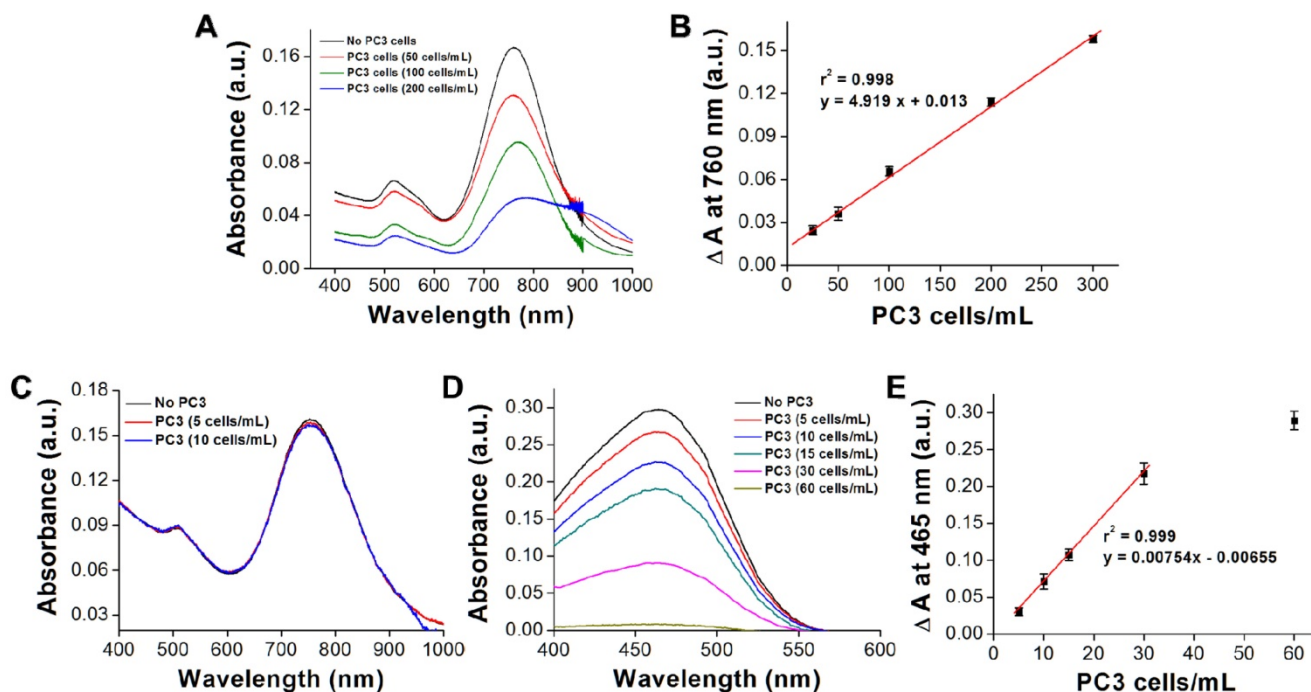 A
No PC3 cells
PC3 cells (50 cells/mL)
PC3 cells (100 cells/mL)
PC3 cells (200 cells/mL)
Absorbance (a.u.)
0.16
0.12
0.08
0.04
0.00
400 500 600 700 800 900 1000
Wavelength (nm)
B
r² = 0.998
y = 4.919 x + 0.013
Δ A at 760 nm (a.u.)
0.15
0.12
0.09
0.06
0.03
0.00
0 50 100 150 200 250 300
PC3 cells/mL
C
No PC3
PC3 (5 cells/mL)
PC3 (10 cells/mL)
Absorbance (a.u.)
0.18
0.15
0.12
0.09
0.06
0.03
400 500 600 700 800 900 1000
Wavelength (nm)
D
No PC3
PC3 (5 cells/mL)
PC3 (10 cells/mL)
PC3 (15 cells/mL)
PC3 (30 cells/mL)
PC3 (60 cells/mL)
Absorbance (a.u.)
0.30
0.25
0.20
0.15
0.10
0.05
0.00
400 450 500 550 600
Wavelength (nm)
E
r² = 0.999
y = 0.00754x - 0.00655
Δ A at 465 nm (a.u.)
0.30
0.25
0.20
0.15
0.10
0.05
0.00
0 10 20 30 40 50 60
PC3 cells/mL